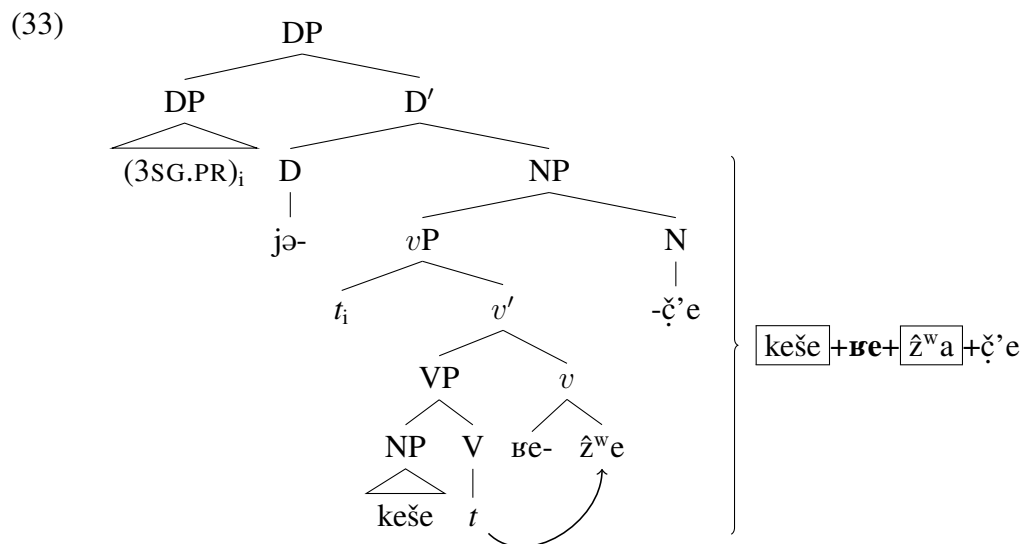 (33)
DP
DP D′
(3SG.PR)i D NP
jə- vP N
ti v′ -č̣’e
VP v keše+ʁe+ẑʷa+č̣’e
NP V ʁe- ẑʷe
keše t